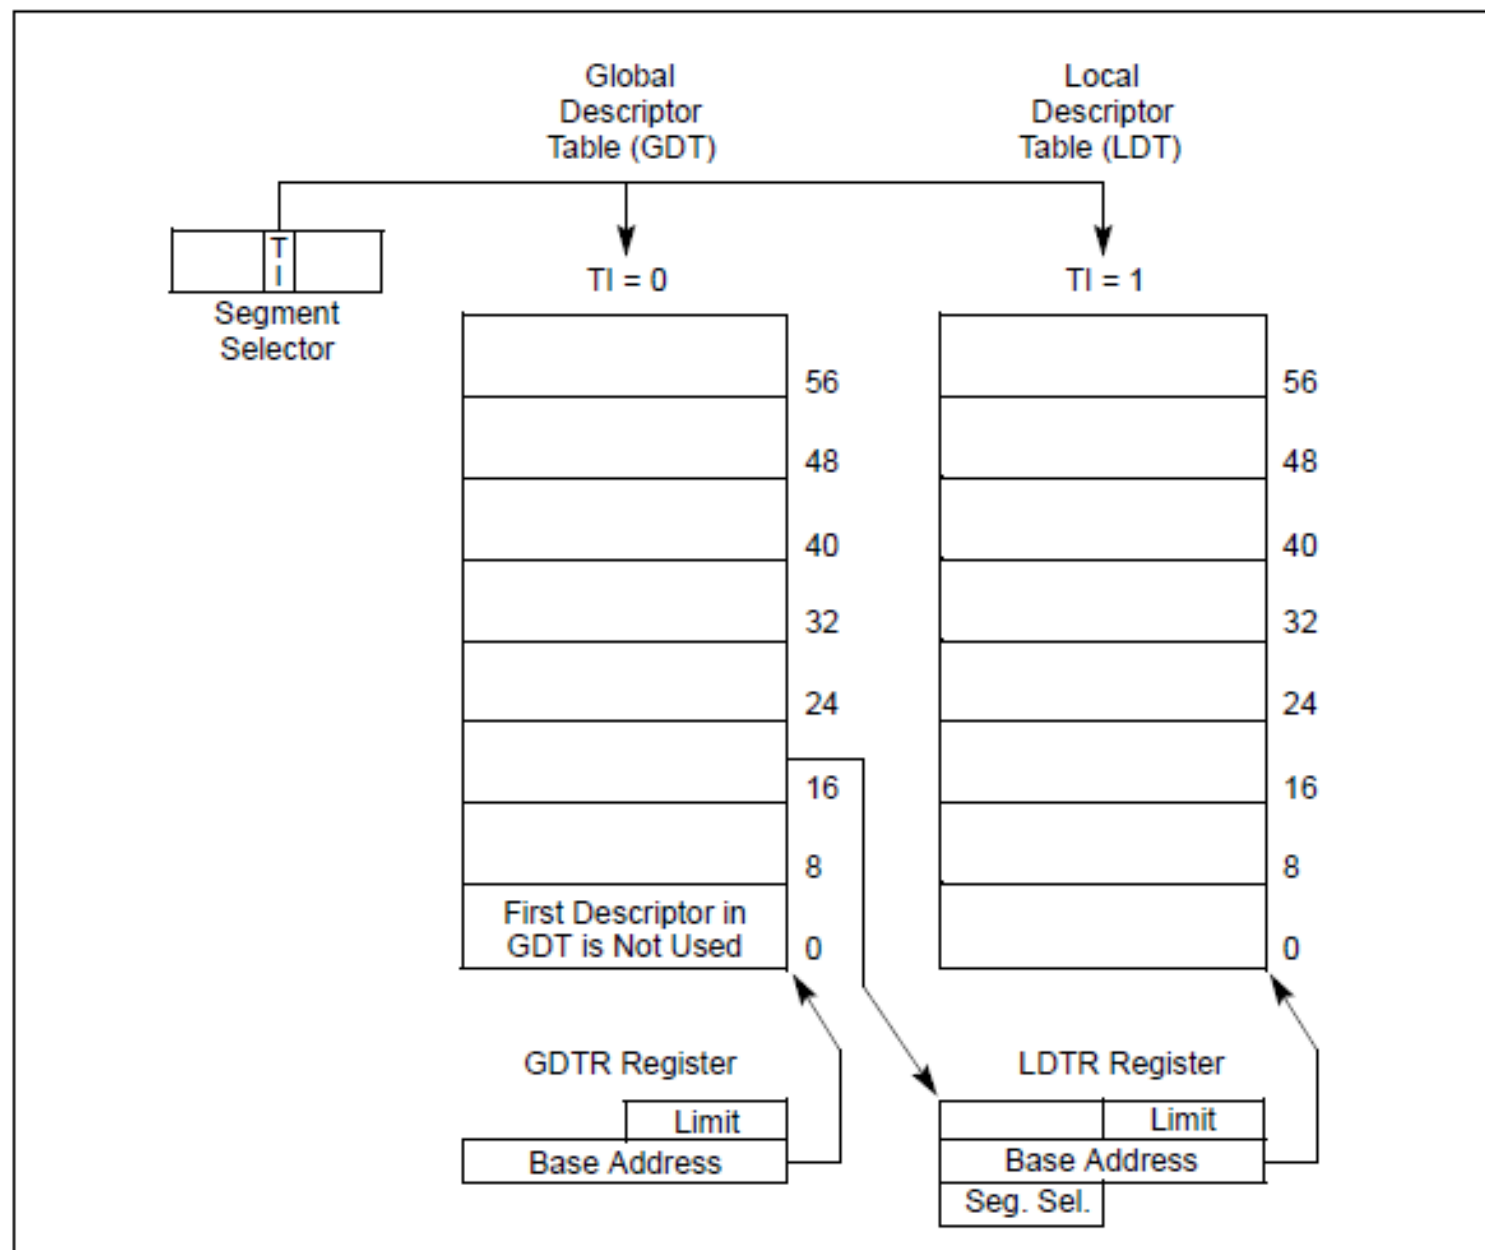 Global
Descriptor
Table (GDT)
Local
Descriptor
Table (LDT)
T
I
Segment
Selector
TI = 0
TI = 1
56
48
40
32
24
16
8
First Descriptor in
GDT is Not Used
0
56
48
40
32
24
16
8
0
GDTR Register
Limit
Base Address
LDTR Register
Limit
Base Address
Seg. Sel.